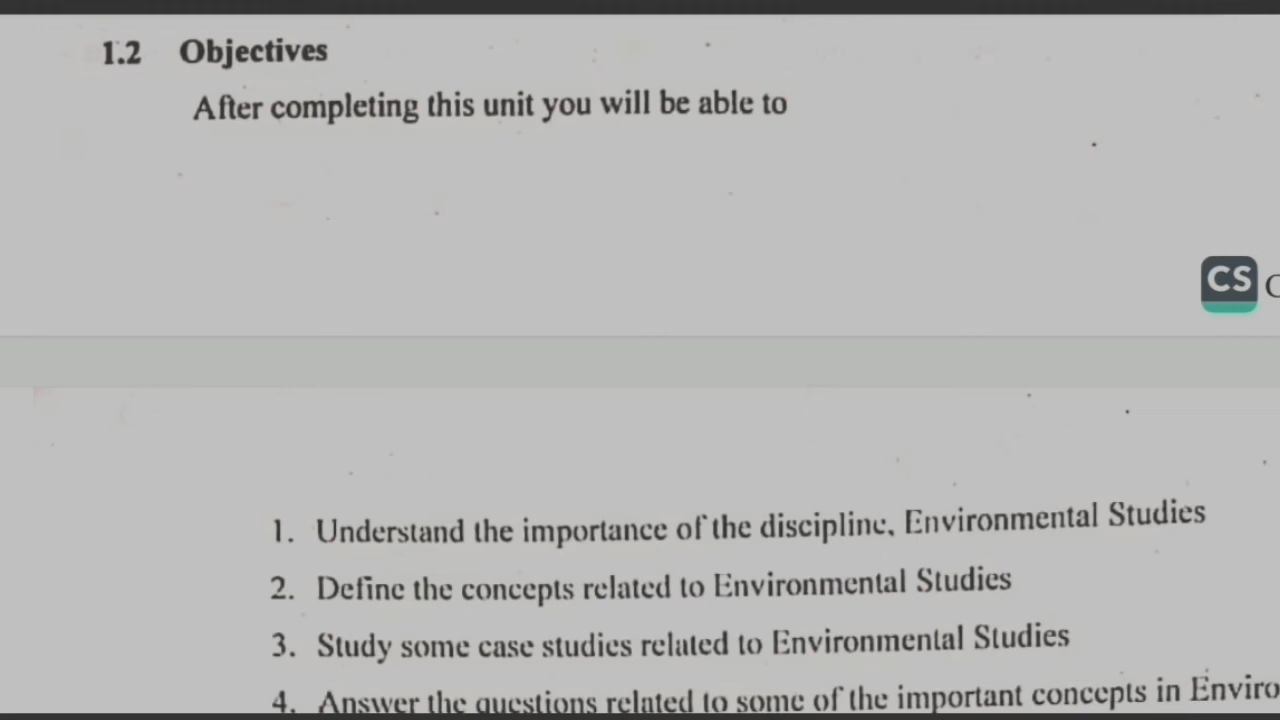 1.2 Objectives
After completing this unit you will be able to
CS
1. Understand the importance of the discipline, Environmental Studies
2. Define the concepts related to Environmental Studies
3. Study some case studies related to Environmental Studies
4. Answer the questions related to some of the important concepts in Enviro